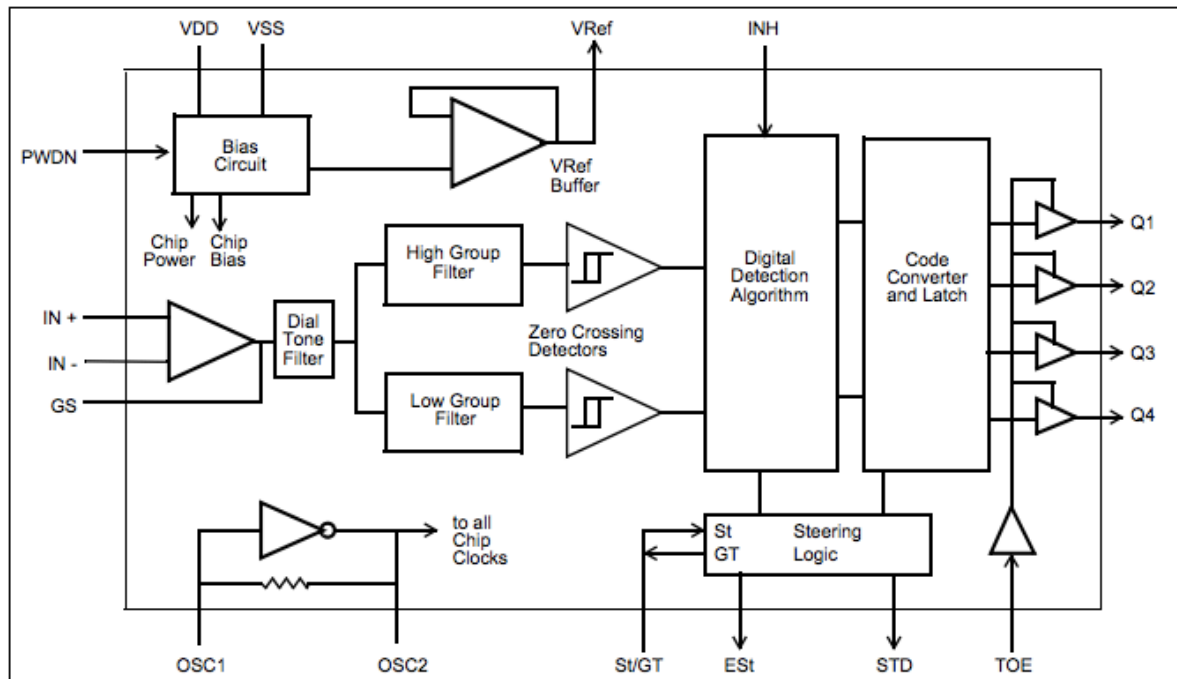 VDD
VSS
VRef
INH
PWDN
Bias
Circuit
VRef
Buffer
Chip
Power
Chip
Bias
High Group
Filter
Digital
Detection
Algorithm
Code
Converter
and Latch
Q1
Q2
Q3
Q4
IN +
IN -
GS
Dial
Tone
Filter
Zero Crossing
Detectors
Low Group
Filter
to all
Chip
Clocks
St
GT
Steering
Logic
OSC1
OSC2
St/GT
ESt
STD
TOE